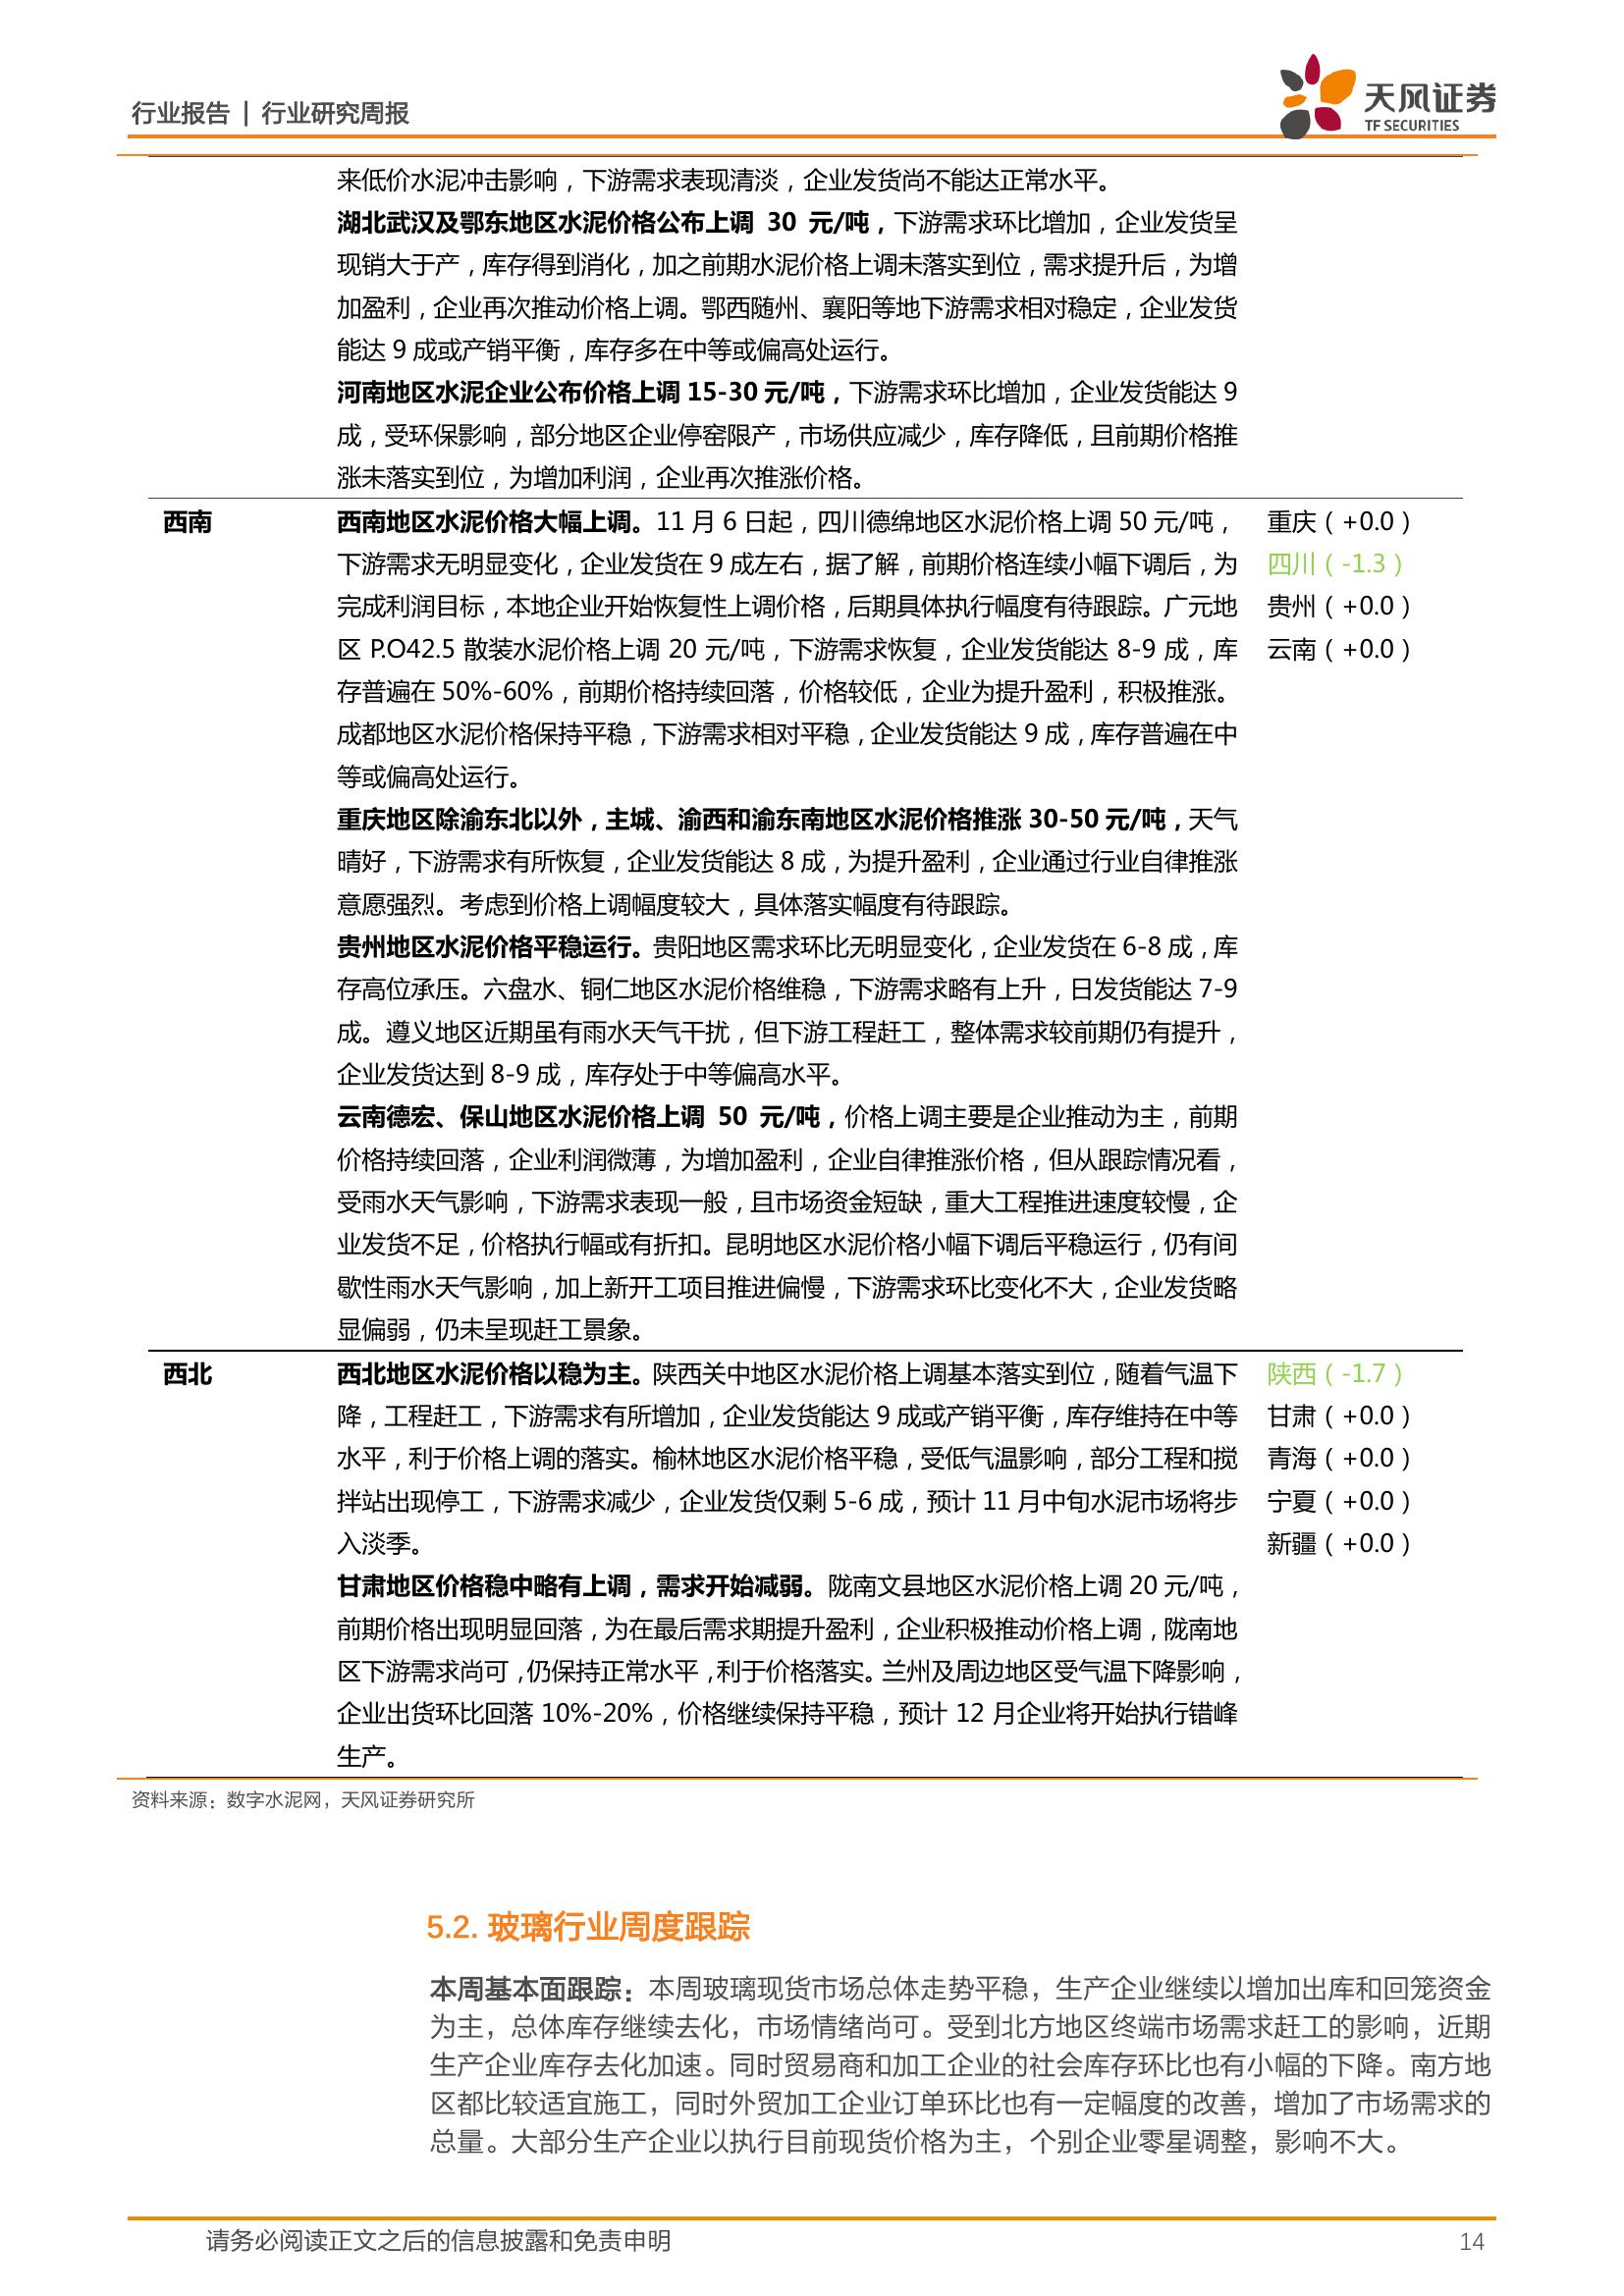 行业报告 | 行业研究周报
天风证券
TF SECURITIES
来低价水泥冲击影响，下游需求表现清淡，企业发货尚不能达正常水平。
湖北武汉及鄂东地区水泥价格公布上调 30 元/吨，下游需求环比增加，企业发货呈
现销大于产，库存得到消化，加之前期水泥价格上调未落实到位，需求提升后，为增
加盈利，企业再次推动价格上调。鄂西随州、襄阳等地下游需求相对稳定，企业发货
能达 9 成或产销平衡，库存多在中等或偏高处运行。
河南地区水泥企业公布价格上调 15-30 元/吨，下游需求环比增加，企业发货能达 9
成，受环保影响，部分地区企业停窑限产，市场供应减少，库存降低，且前期价格推
涨未落实到位，为增加利润，企业再次推涨价格。
西南
西南地区水泥价格大幅上调。11 月 6 日起，四川德绵地区水泥价格上调 50 元/吨，
下游需求无明显变化，企业发货在 9 成左右，据了解，前期价格连续小幅下调后，为
完成利润目标，本地企业开始恢复性上调价格，后期具体执行幅度有待跟踪。广元地
区 P.O42.5 散装水泥价格上调 20 元/吨，下游需求恢复，企业发货能达 8-9 成，库
存普遍在 50%-60%，前期价格持续回落，价格较低，企业为提升盈利，积极推涨。
成都地区水泥价格保持平稳，下游需求相对平稳，企业发货能达 9 成，库存普遍在中
等或偏高处运行。
重庆地区除渝东北以外，主城、渝西和渝东南地区水泥价格推涨 30-50 元/吨，天气
晴好，下游需求有所恢复，企业发货能达 8 成，为提升盈利，企业通过行业自律推涨
意愿强烈。考虑到价格上调幅度较大，具体落实幅度有待跟踪。
贵州地区水泥价格平稳运行。贵阳地区需求环比无明显变化，企业发货在 6-8 成，库
存高位承压。六盘水、铜仁地区水泥价格维稳，下游需求略有上升，日发货能达 7-9
成。遵义地区近期虽有雨水天气干扰，但下游工程赶工，整体需求较前期仍有提升，
企业发货达到 8-9 成，库存处于中等偏高水平。
云南德宏、保山地区水泥价格上调 50 元/吨，价格上调主要是企业推动为主，前期
价格持续回落，企业利润微薄，为增加盈利，企业自律推涨价格，但从跟踪情况看，
受雨水天气影响，下游需求表现一般，且市场资金短缺，重大工程推进速度较慢，企
业发货不足，价格执行幅或有折扣。昆明地区水泥价格小幅下调后平稳运行，仍有间
歇性雨水天气影响，加上新开工项目推进偏慢，下游需求环比变化不大，企业发货略
显偏弱，仍未呈现赶工景象。
重庆（+0.0）
四川（-1.3）
贵州（+0.0）
云南（+0.0）
西北
西北地区水泥价格以稳为主。陕西关中地区水泥价格上调基本落实到位，随着气温下
降，工程赶工，下游需求有所增加，企业发货能达 9 成或产销平衡，库存维持在中等
水平，利于价格上调的落实。榆林地区水泥价格平稳，受低气温影响，部分工程和搅
拌站出现停工，下游需求减少，企业发货仅剩 5-6 成，预计 11 月中旬水泥市场将步
入淡季。
甘肃地区价格稳中略有上调，需求开始减弱。陇南文县地区水泥价格上调 20 元/吨，
前期价格出现明显回落，为在最后需求期提升盈利，企业积极推动价格上调，陇南地
区下游需求尚可，仍保持正常水平，利于价格落实。兰州及周边地区受气温下降影响，
企业出货环比回落 10%-20%，价格继续保持平稳，预计 12 月企业将开始执行错峰
生产。
陕西（-1.7）
甘肃（+0.0）
青海（+0.0）
宁夏（+0.0）
新疆（+0.0）
资料来源：数字水泥网，天风证券研究所
5.2. 玻璃行业周度跟踪
本周基本面跟踪：本周玻璃现货市场总体走势平稳，生产企业继续以增加出库和回笼资金
为主，总体库存继续去化，市场情绪尚可。受到北方地区终端市场需求赶工的影响，近期
生产企业库存去化加速。同时贸易商和加工企业的社会库存环比也有小幅的下降。南方地
区都比较适宜施工，同时外贸加工企业订单环比也有一定幅度的改善，增加了市场需求的
总量。大部分生产企业以执行目前现货价格为主，个别企业零星调整，影响不大。
请务必阅读正文之后的信息披露和免责申明
14